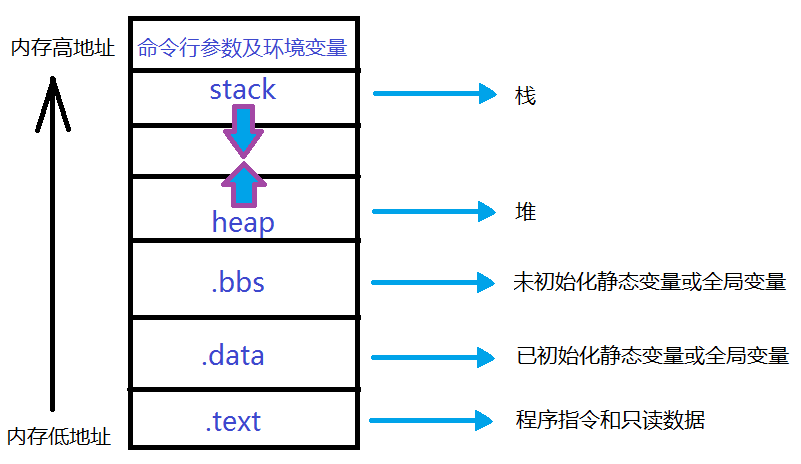 内存高地址
命令行参数及环境变量
stack
栈
heap
堆
.bbs
未初始化静态变量或全局变量
.data
已初始化静态变量或全局变量
.text
程序指令和只读数据
内存低地址